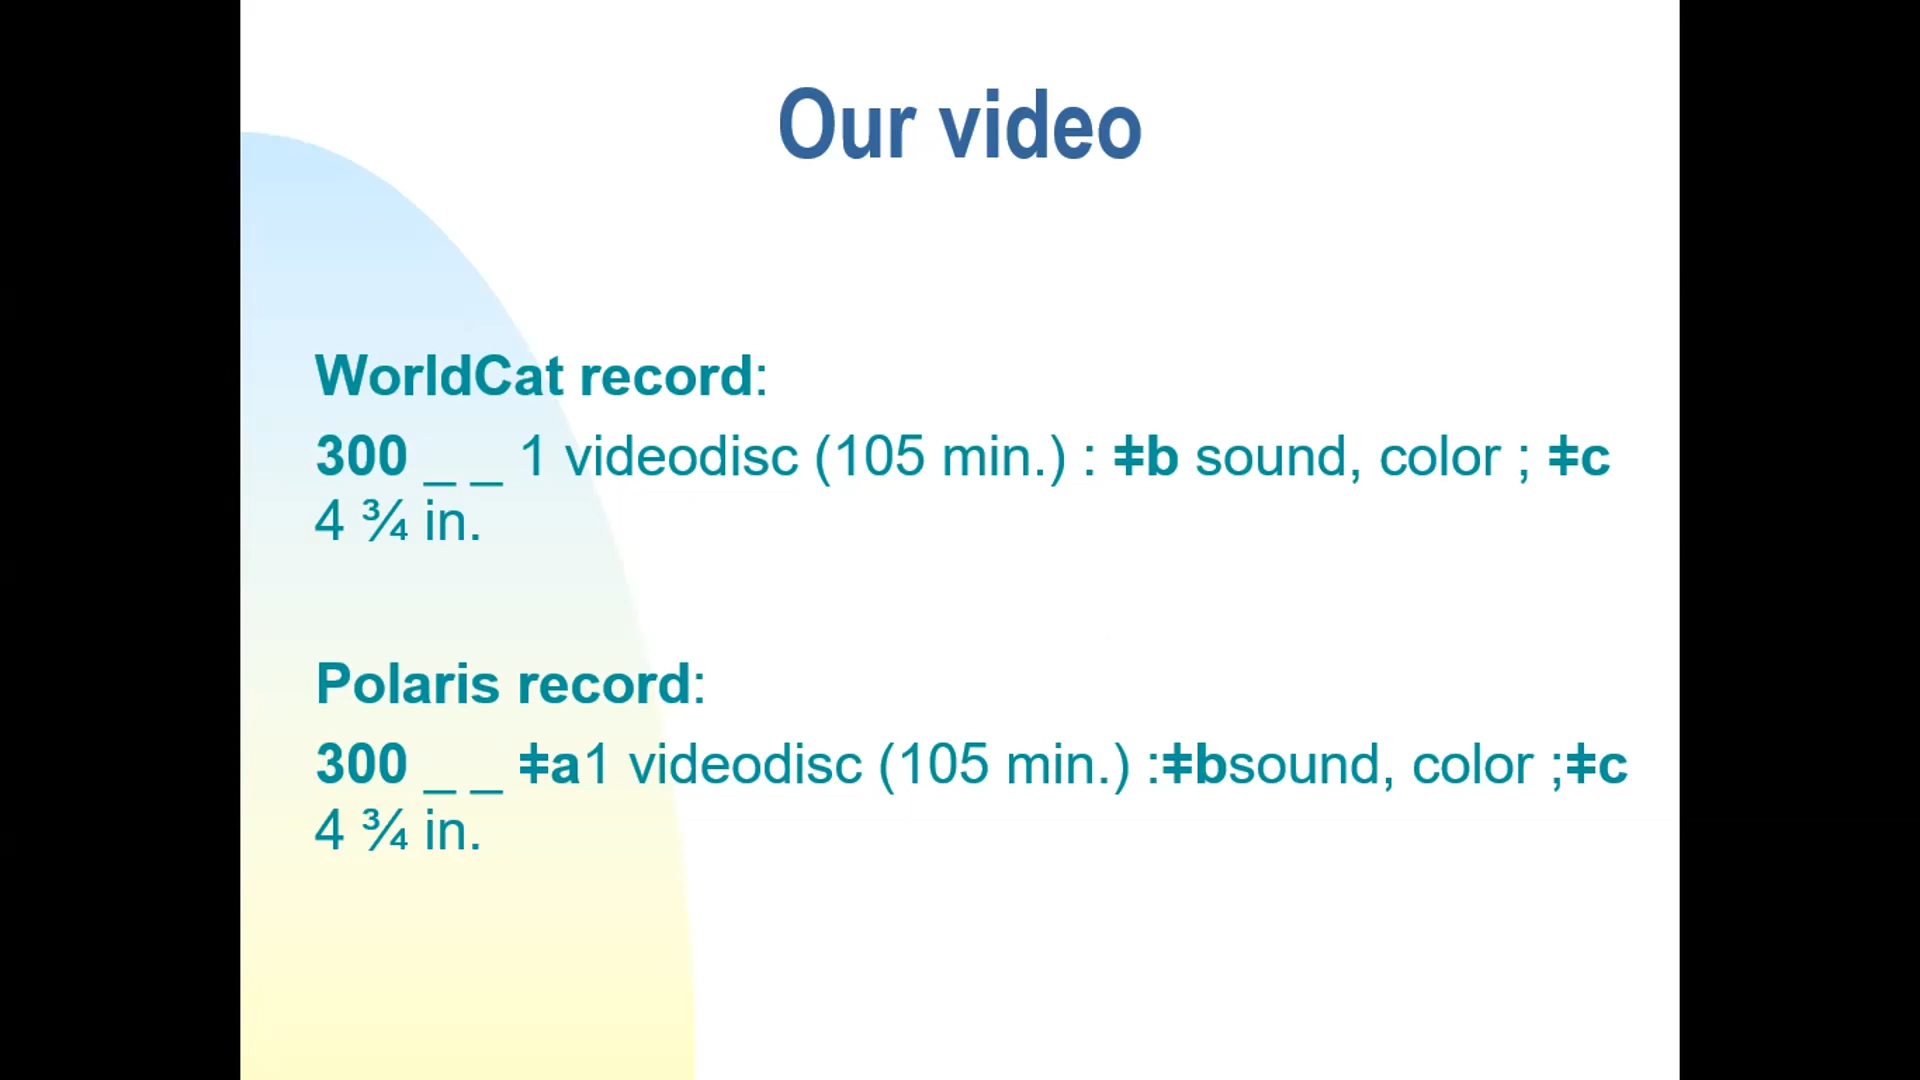 Our video
WorldCat record:
300 _ _ 1 videodisc (105 min.) : ǂb sound, color ; ǂc
4 ¾ in.
Polaris record:
300 _ _ ǂa1 videodisc (105 min.) :ǂbsound, color ;ǂc
4 ¾ in.